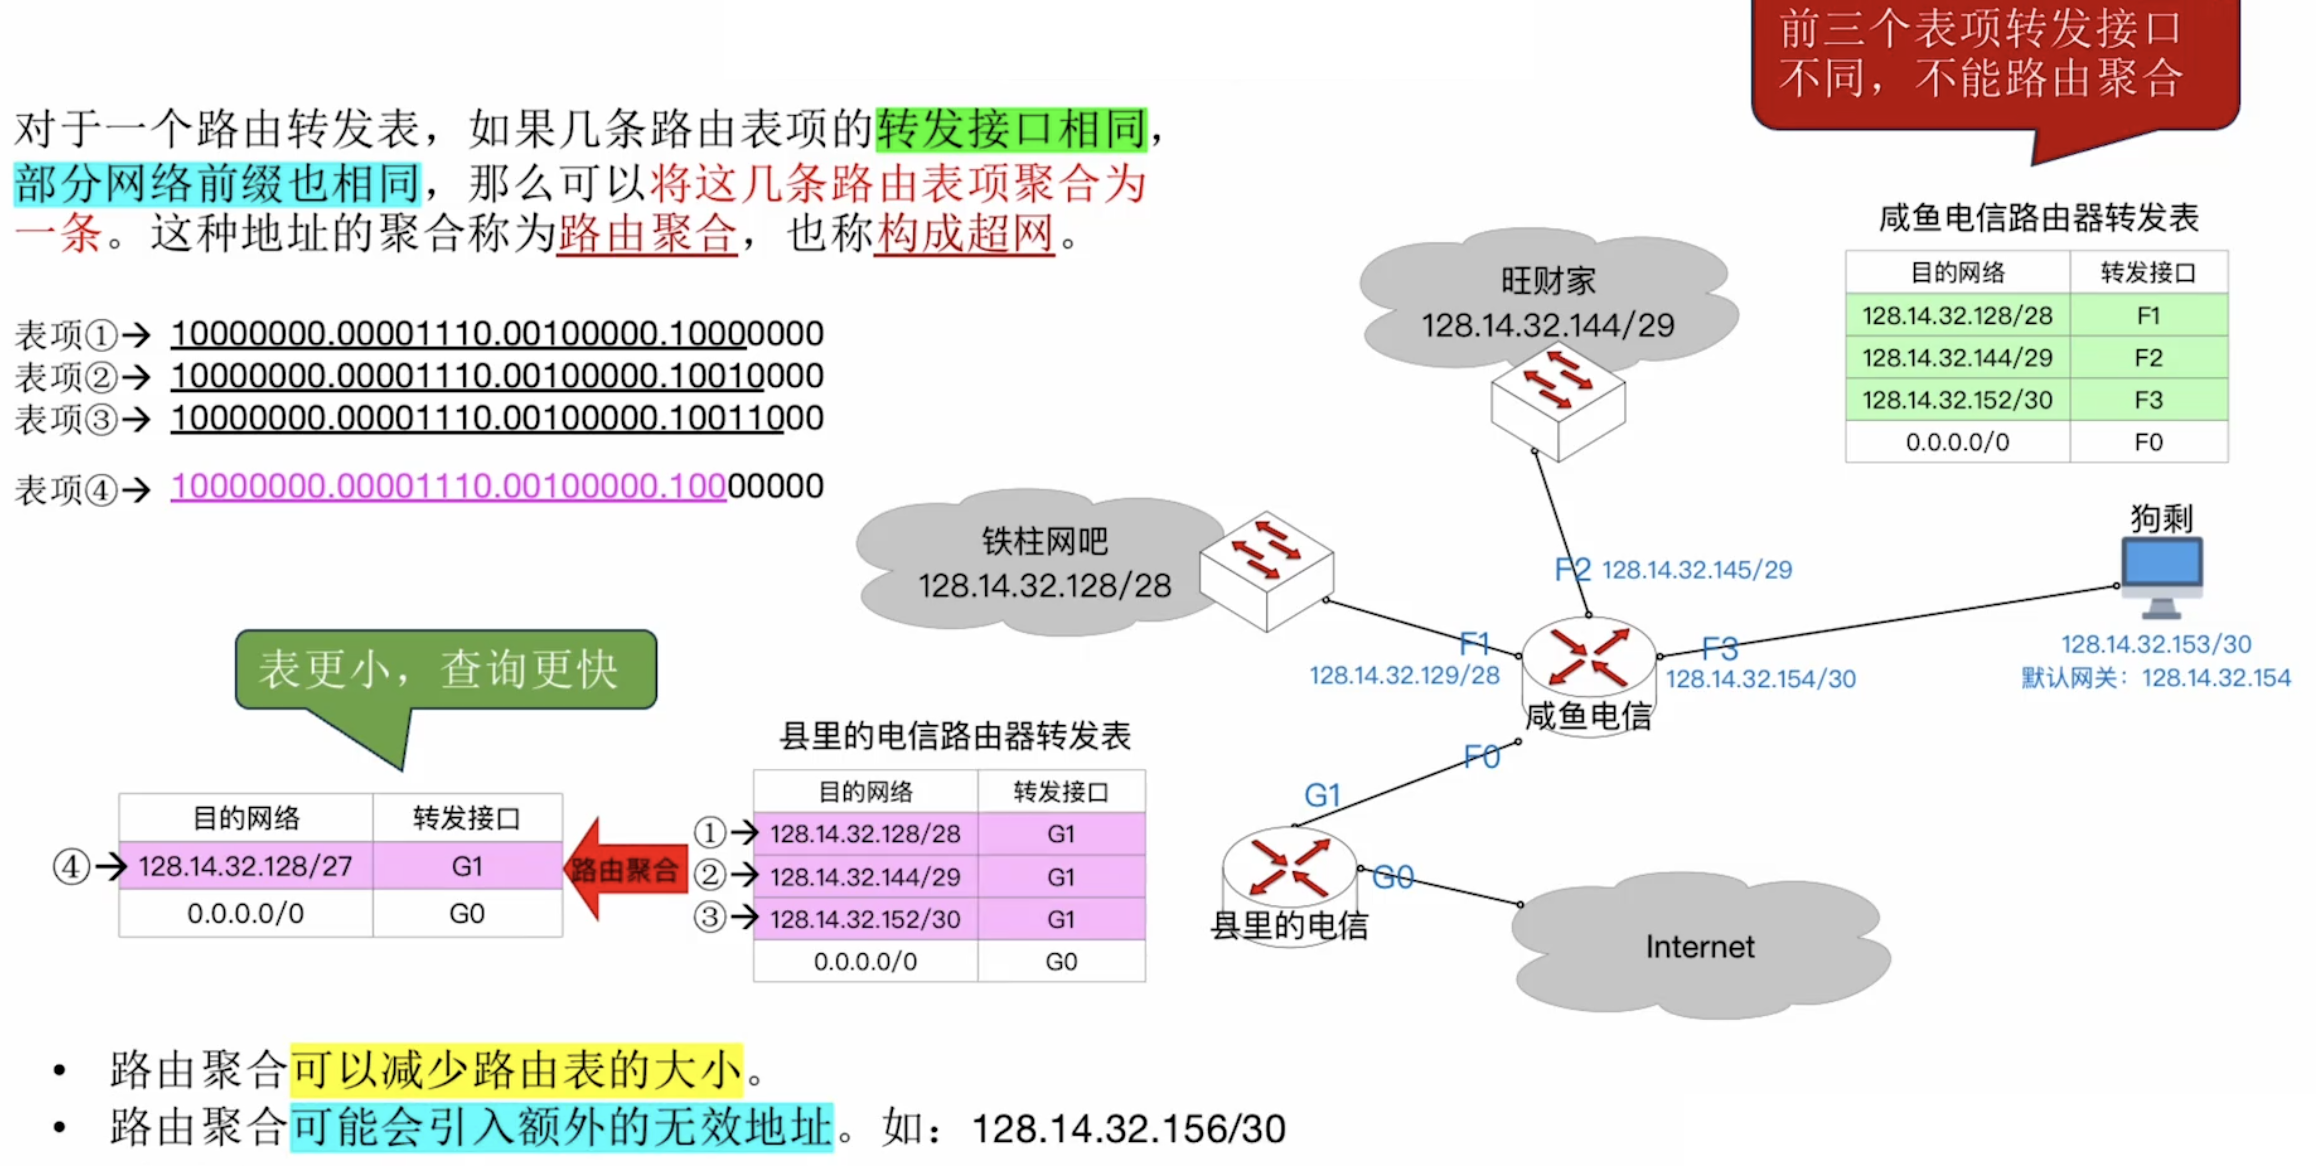 前三个表项转发接口
不同，不能路由聚合
对于一个路由转发表，如果几条路由表项的转发接口相同，
部分网络前缀也相同，那么可以将这几条路由表项聚合为
一条。这种地址的聚合称为路由聚合，也称构成超网。
表项①→ 10000000.00001110.00100000.10000000
表项②→ 10000000.00001110.00100000.10010000
表项③→ 10000000.00001110.00100000.10011000
表项④→ 10000000.00001110.00100000.10000000
咸鱼电信路由器转发表
目的网络 转发接口
128.14.32.128/28 F1
128.14.32.144/29 F2
128.14.32.152/30 F3
0.0.0.0/0 F0
旺财家
128.14.32.144/29
铁柱网吧
128.14.32.128/28
狗剩
128.14.32.153/30
默认网关：128.14.32.154
F2 128.14.32.145/29
F1
128.14.32.129/28
F3
128.14.32.154/30
咸鱼电信
F0
G1
G0
县里的电信
Internet
表更小，查询更快
目的网络 转发接口
④→ 128.14.32.128/27 G1
0.0.0.0/0 G0
路由聚合
县里的电信路由器转发表
目的网络 转发接口
①→ 128.14.32.128/28 G1
②→ 128.14.32.144/29 G1
③→ 128.14.32.152/30 G1
0.0.0.0/0 G0
• 路由聚合可以减少路由表的大小。
• 路由聚合可能会引入额外的无效地址。如：128.14.32.156/30